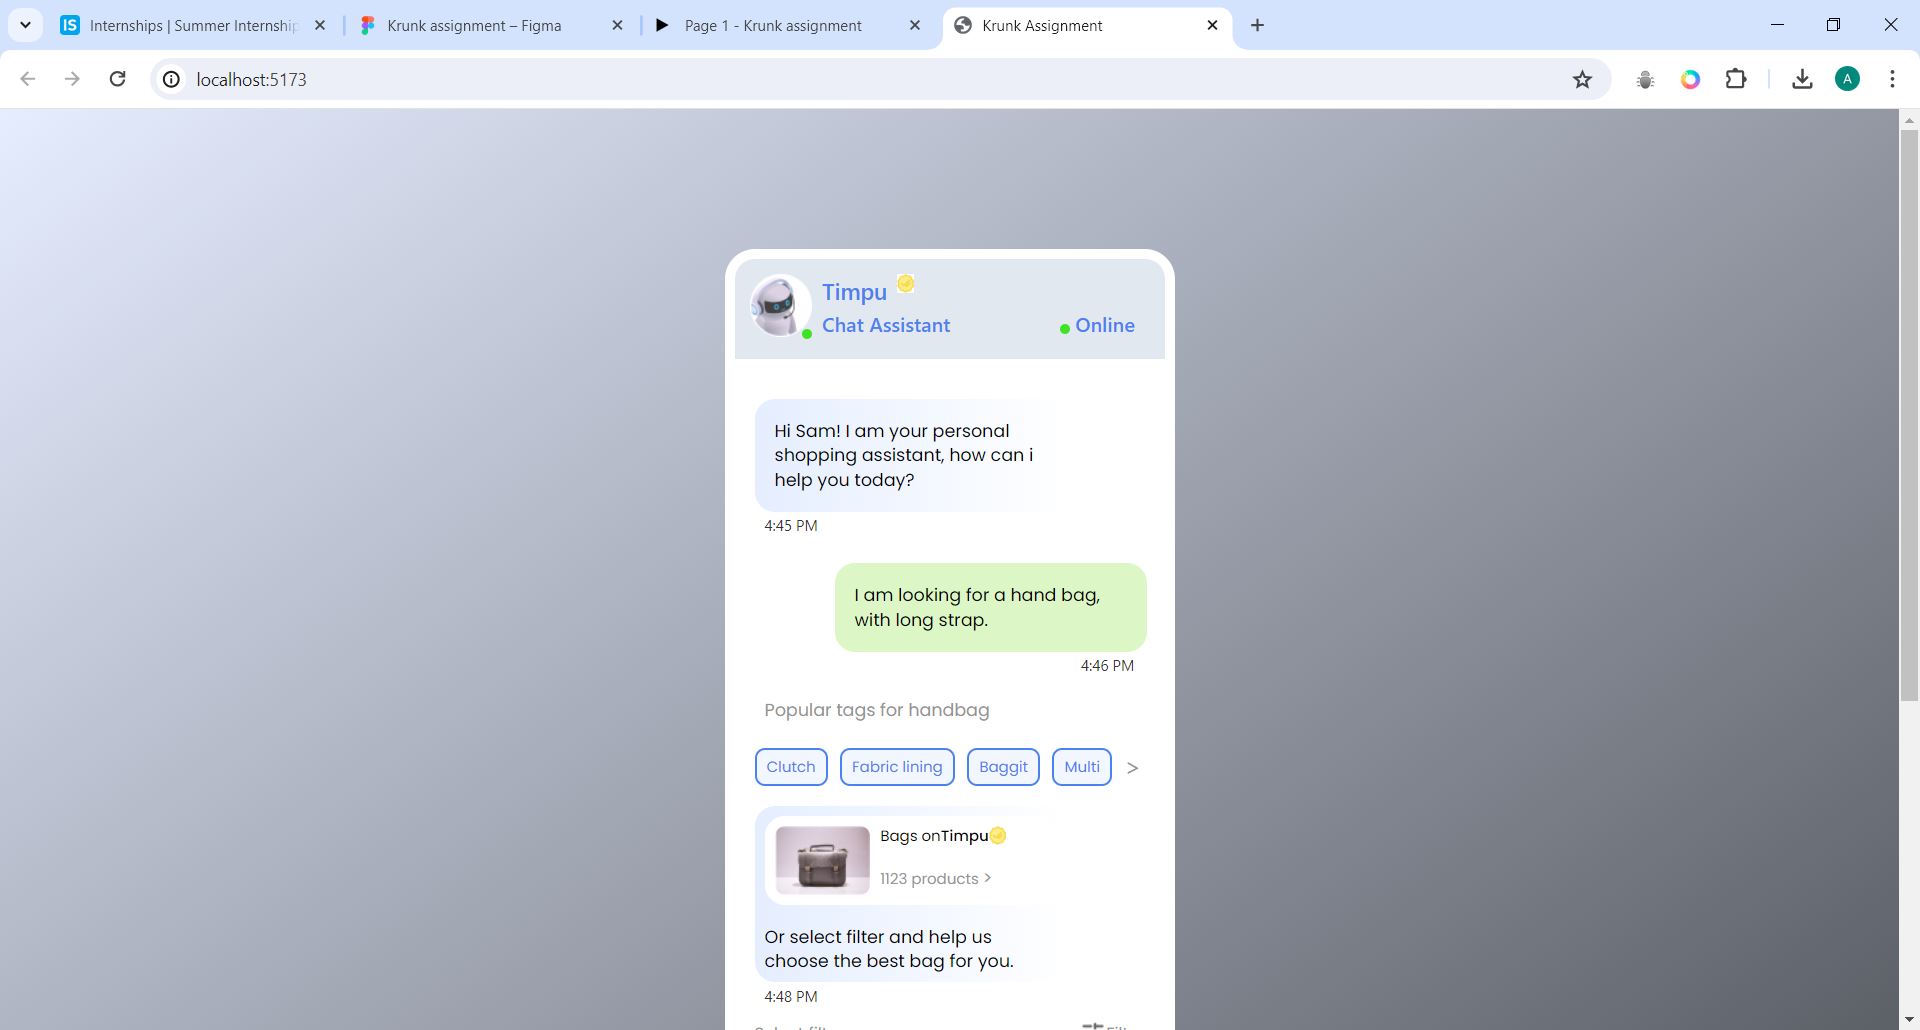 IS Internships | Summer Internship
Krunk assignment – Figma
Page 1 - Krunk assignment
Krunk Assignment
localhost:5173
A
Timpu
Chat Assistant
Online
Hi Sam! I am your personal
shopping assistant, how can i
help you today?
4:45 PM
I am looking for a hand bag,
with long strap.
4:46 PM
Popular tags for handbag
Clutch
Fabric lining
Baggit
Multi
>
Bags onTimpu
1123 products >
Or select filter and help us
choose the best bag for you.
4:48 PM